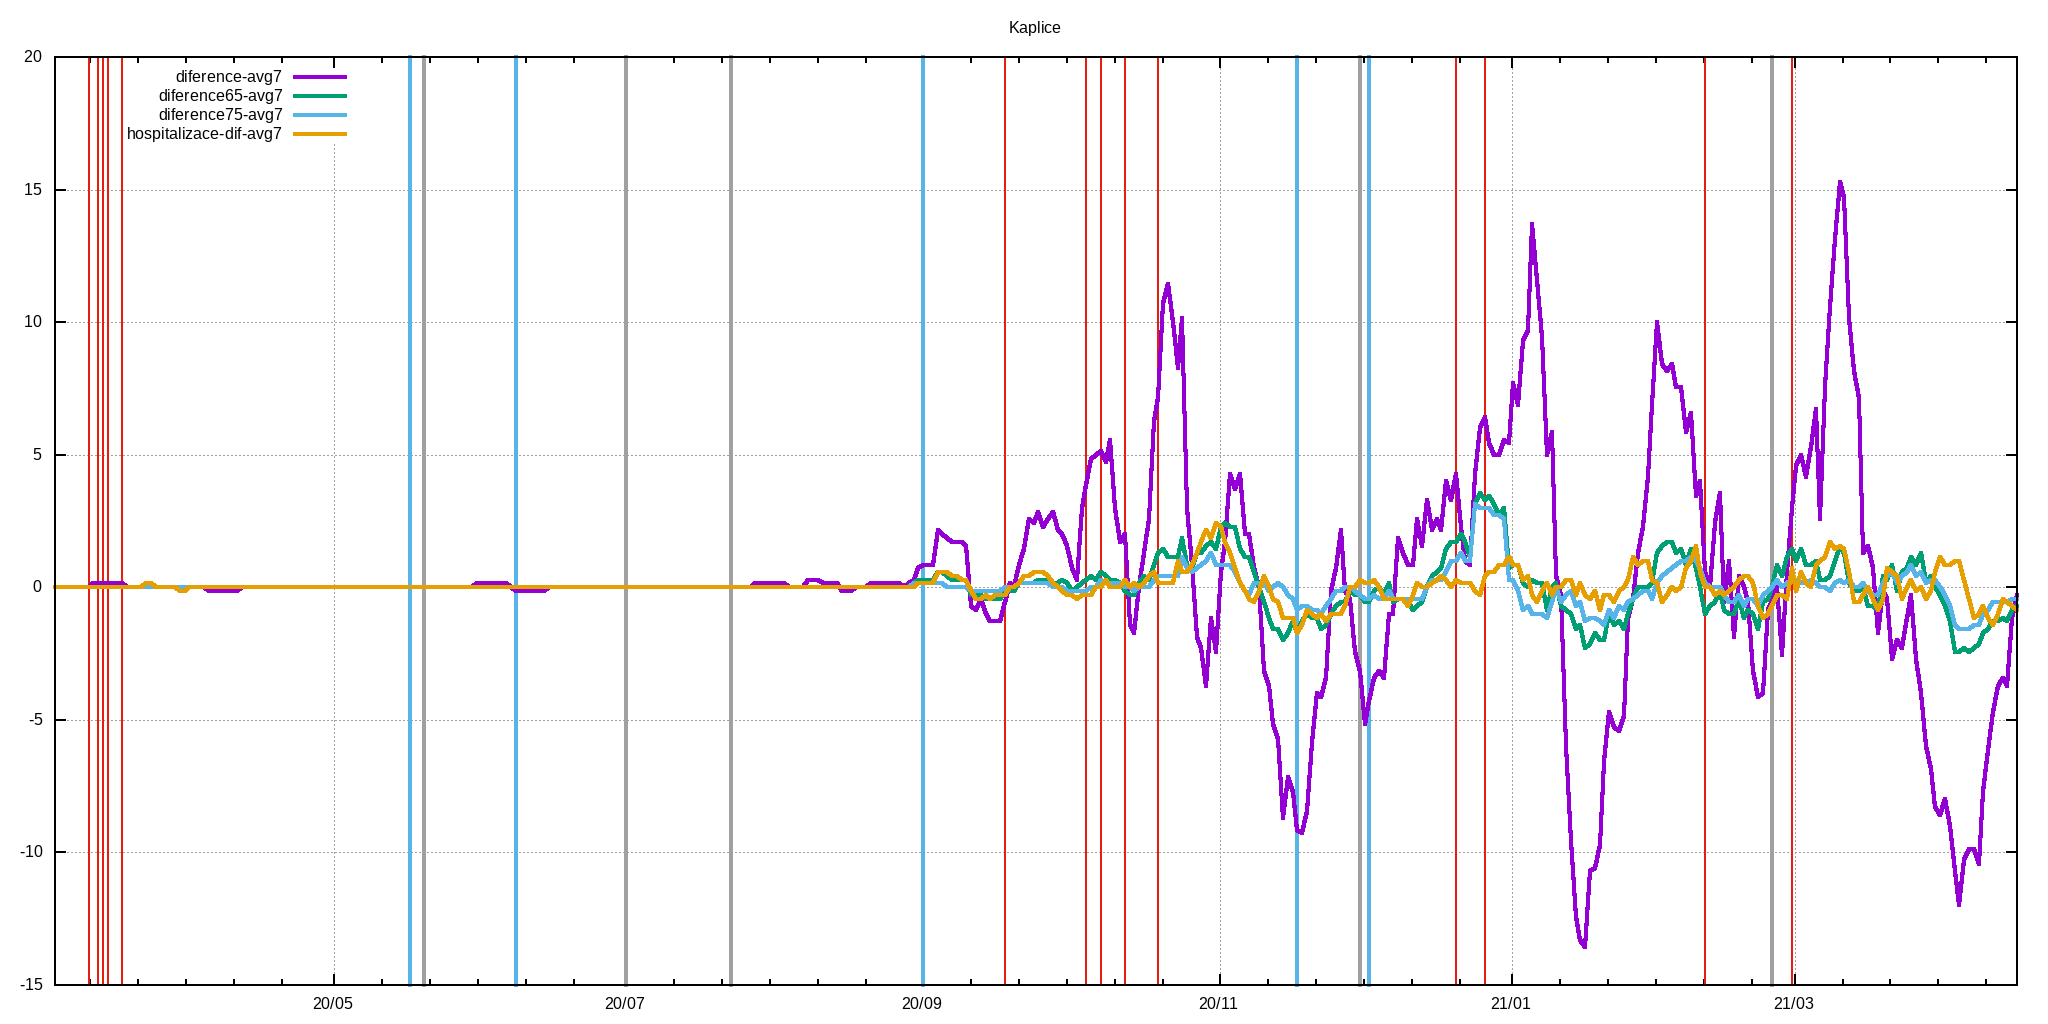 Kaplice
20
diference-avg7
diference65-avg7
diference75-avg7
hospitalizace-dif-avg7
15
10
5
0
-5
-10
-15
20/05 20/07 20/09 20/11 21/01 21/03